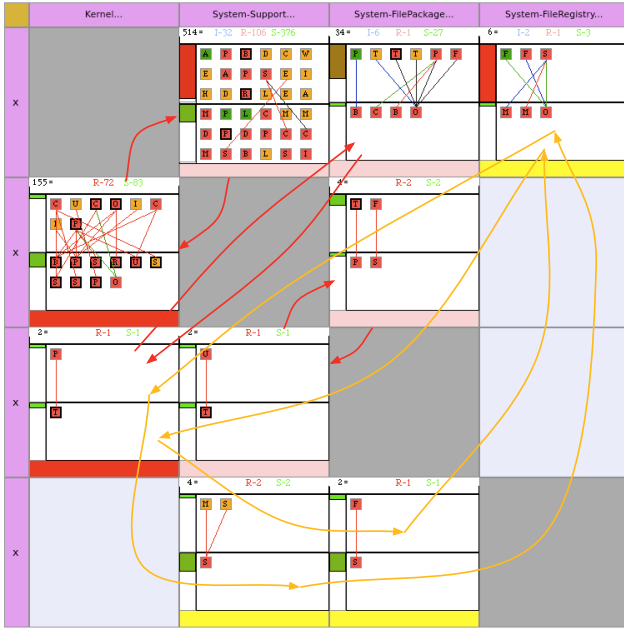 Kernel... System-Support... System-FilePackage... System-FileRegistry...
514= I-32 R-106 S-376 34= I-6 R-1 S-27 6= I-2 R-1 S-3
A P B D C W P T T T P F F F S
E A P S E I
H D R L E A
X
M F L C M M B C B O M M O
D P D P C C
M S B L S I
155= R-72 S-83 4= R-2 S-2
C U C O I C T F
I F
X
F F S R U S P S
S S F O
2= R-1 S-1 2= R-1 S-1
P U
X
T T
4= R-2 S-2 2= R-1 S-1
M S F
X
S S